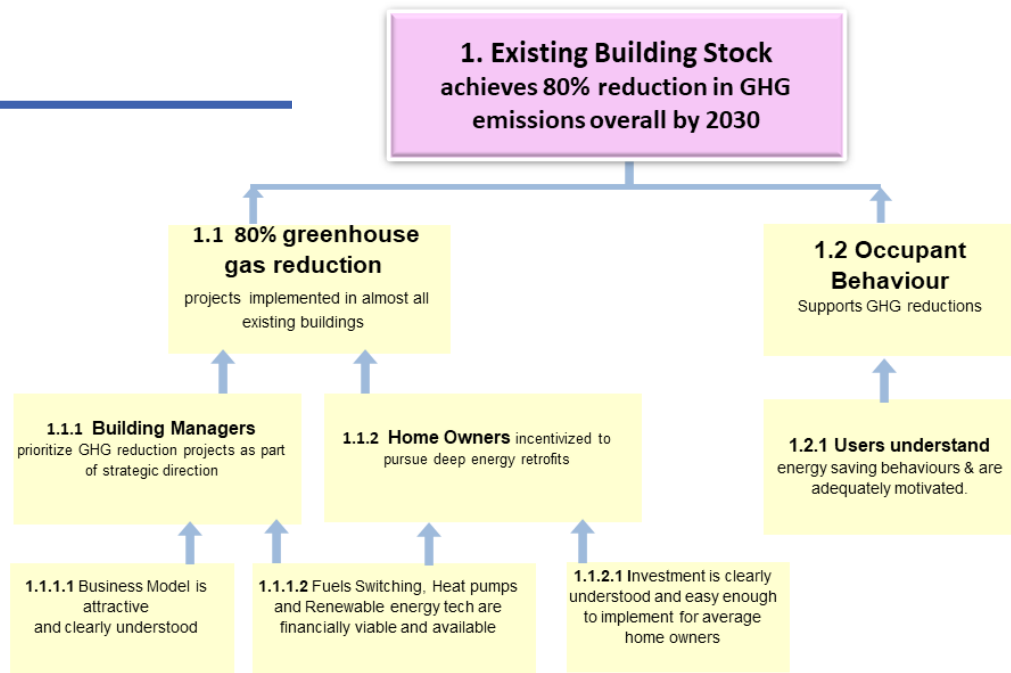 1. Existing Building Stock
achieves 80% reduction in GHG
emissions overall by 2030
1.1 80% greenhouse
gas reduction
projects implemented in almost all
existing buildings
1.2 Occupant
Behaviour
Supports GHG reductions
1.1.1 Building Managers
prioritize GHG reduction projects as part
of strategic direction
1.1.2 Home Owners incentivized to
pursue deep energy retrofits
1.2.1 Users understand
energy saving behaviours & are
adequately motivated.
1.1.1.1 Business Model is
attractive
and clearly understood
1.1.1.2 Fuels Switching, Heat pumps
and Renewable energy tech are
financially viable and available
1.1.2.1 Investment is clearly
understood and easy enough
to implement for average
home owners